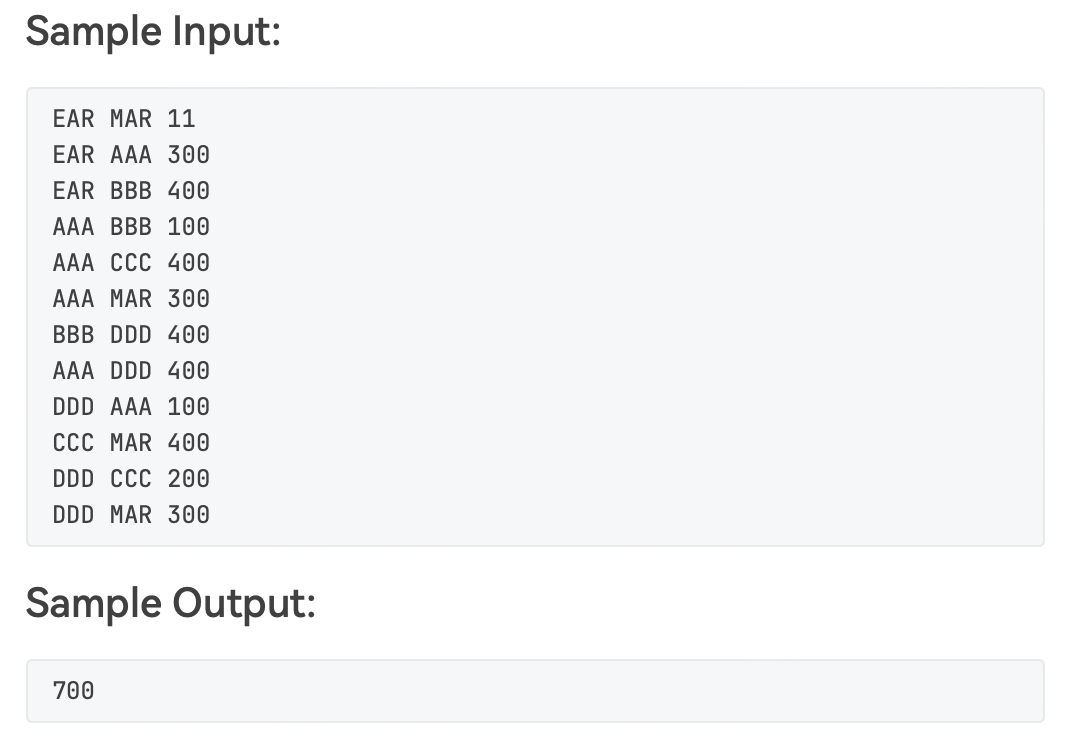 Sample Input:
EAR MAR 11
EAR AAA 300
EAR BBB 400
AAA BBB 100
AAA CCC 400
AAA MAR 300
BBB DDD 400
AAA DDD 400
DDD AAA 100
CCC MAR 400
DDD CCC 200
DDD MAR 300
Sample Output:
700